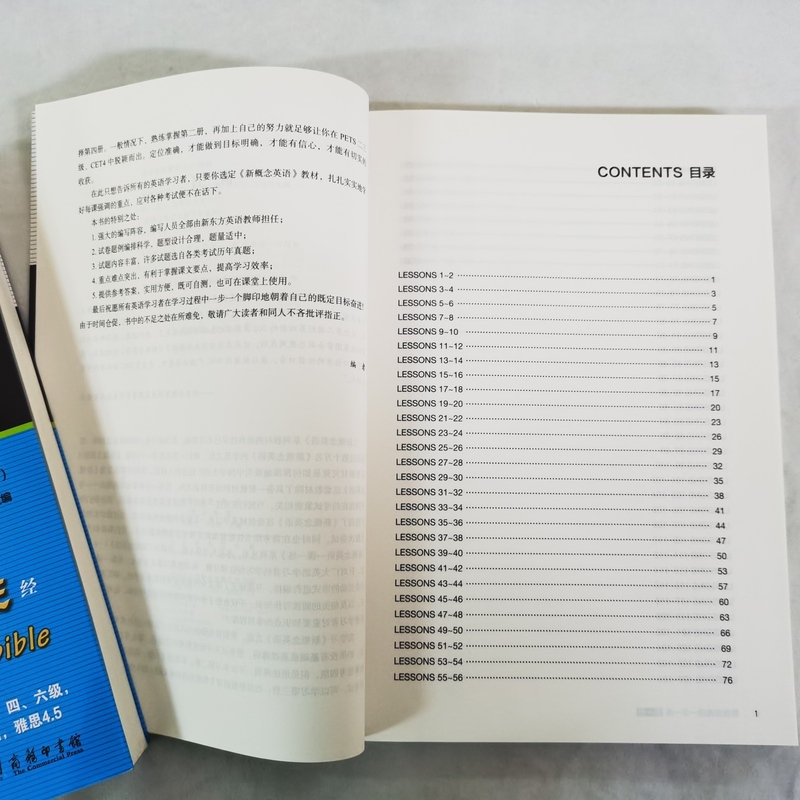 择第四册。一般情况下，熟练掌握第二册，再加上自己的努力就足够让你在 PETS 二
级、CET4 中脱颖而出。定位准确，才能做到目标明确，才能有信心，才能有切实的
收获。
在此只想告诉所有的英语学习者，只要你选定《新概念英语》教材，扎扎实实地学
好每课强调的重点，应对各种考试便不在话下。
本书的特别之处：
1. 强大的编写阵容，编写人员全部由新东方英语教师担任；
2. 试卷题例编排科学，题型设计合理，题量适中；
3. 试题内容丰富，许多试题选自各类考试历年真题；
4. 重点难点突出，有利于掌握课文要点，提高学习效率；
5. 提供参考答案，实用方便，既可自测，也可在课堂上使用。
最后祝愿所有英语学习者在学习过程中一步一个脚印地朝着自己的既定目标奋进！
由于时间仓促，书中的不足之处在所难免，敬请广大读者和同人不吝批评指正。
编 者
CONTENTS 目录
LESSONS 1~2 1
LESSONS 3~4 3
LESSONS 5~6 5
LESSONS 7~8 7
LESSONS 9~10 9
LESSONS 11~12 11
LESSONS 13~14 13
LESSONS 15~16 15
LESSONS 17~18 17
LESSONS 19~20 20
LESSONS 21~22 23
LESSONS 23~24 26
LESSONS 25~26 29
LESSONS 27~28 32
LESSONS 29~30 35
LESSONS 31~32 38
LESSONS 33~34 41
LESSONS 35~36 44
LESSONS 37~38 47
LESSONS 39~40 50
LESSONS 41~42 53
LESSONS 43~44 57
LESSONS 45~46 60
LESSONS 47~48 63
LESSONS 49~50 66
LESSONS 51~52 69
LESSONS 53~54 72
LESSONS 55~56 76
1
）
编
经
bible
四、六级，
，雅思4.5
商务印书馆
The Commercial Press